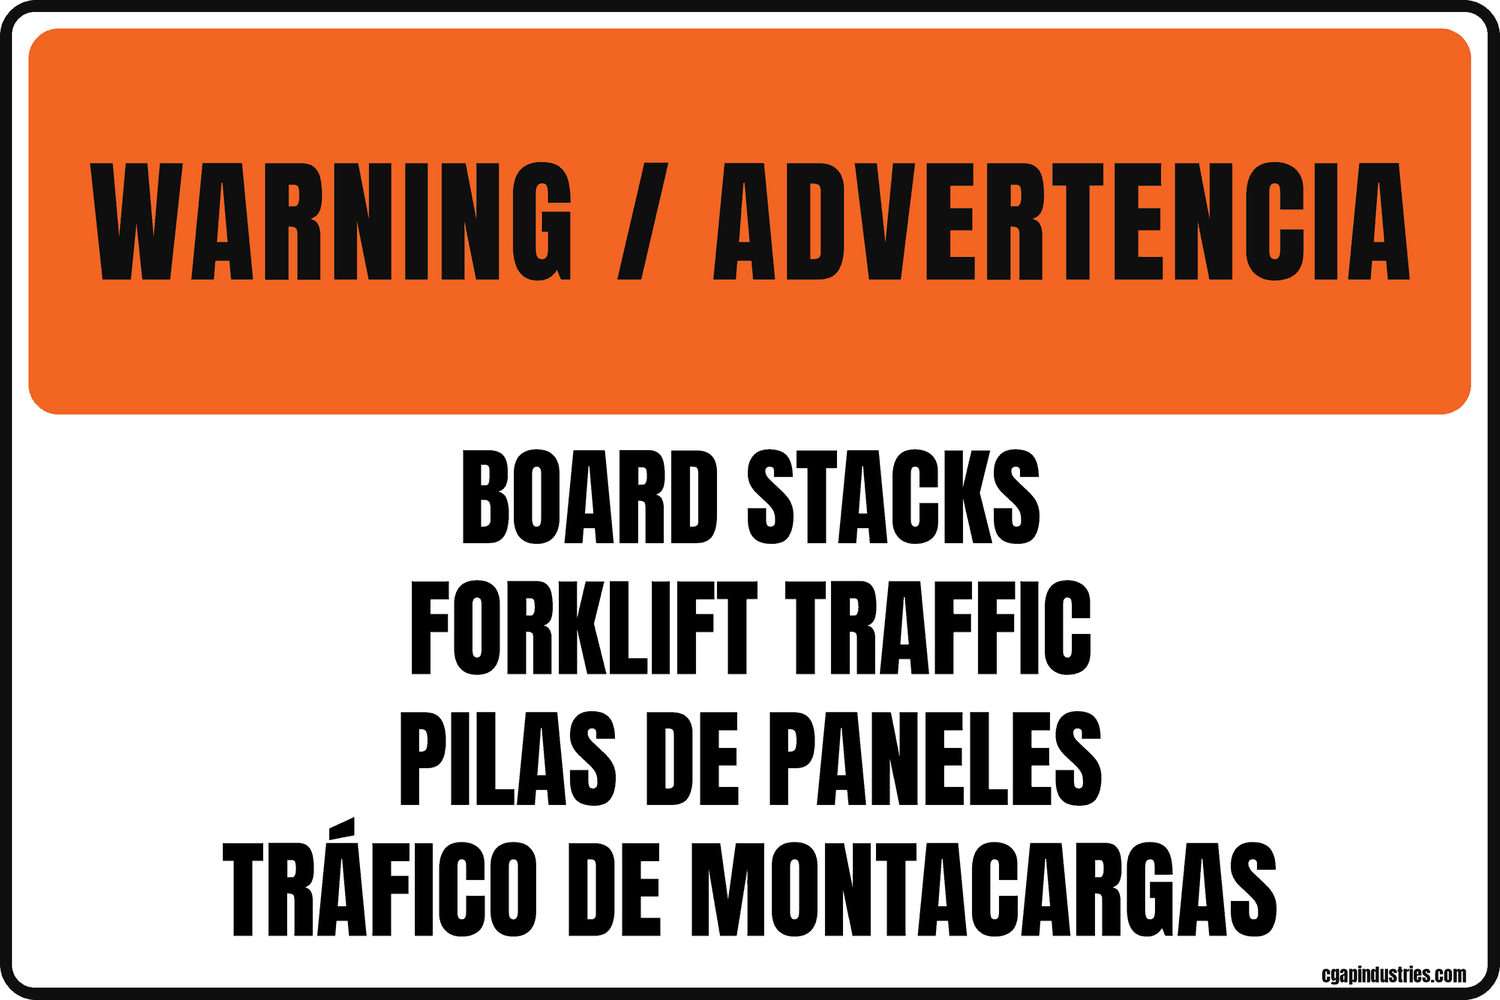 WARNING / ADVERTENCIA
BOARD STACKS
FORKLIFT TRAFFIC
PILAS DE PANELES
TRÁFICO DE MONTACARGAS
cgapindustries.com